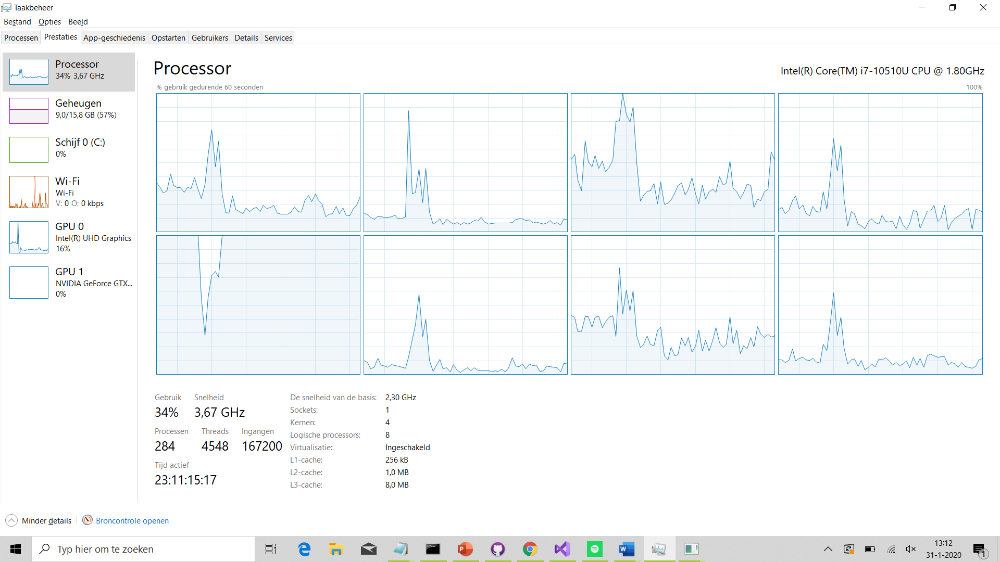 Taakbeheer
Bestand Opties Beeld
Processen Prestaties App-geschiedenis Opstarten Gebruikers Details Services
Processor
34% 3,67 GHz
Geheugen
9,0/15,8 GB (57%)
Schijf 0 (C:)
0%
Wi-Fi
Wi-Fi
V: 0 O: 0 kbps
GPU 0
Intel(R) UHD Graphics
16%
GPU 1
NVIDIA GeForce GTX...
0%
Processor
Intel(R) Core(TM) i7-10510U CPU @ 1.80GHz
% gebruik gedurende 60 seconden
100%
Gebruik Snelheid
34% 3,67 GHz
Processen Threads Ingangen
284 4548 167200
Tijd actief
23:11:15:17
De snelheid van de basis: 2,30 GHz
Sockets: 1
Kernen: 4
Logische processors: 8
Virtualisatie: Ingeschakeld
L1-cache: 256 kB
L2-cache: 1,0 MB
L3-cache: 8,0 MB
Minder details
Broncontrole openen
Typ hier om te zoeken
13:12
31-1-2020
1